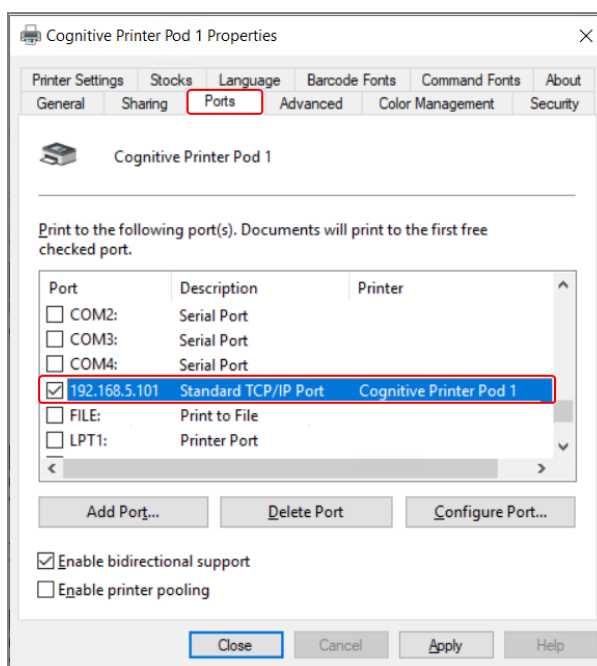 Cognitive Printer Pod 1 Properties
Printer Settings Stocks Language Barcode Fonts Command Fonts About
General Sharing Ports Advanced Color Management Security
Cognitive Printer Pod 1
Print to the following port(s). Documents will print to the first free
checked port.
Port Description Printer
COM2: Serial Port
COM3: Serial Port
COM4: Serial Port
192.168.5.101 Standard TCP/IP Port Cognitive Printer Pod 1
FILE: Print to File
LPT1: Printer Port
Add Port... Delete Port Configure Port...
Enable bidirectional support
Enable printer pooling
Close Cancel Apply Help